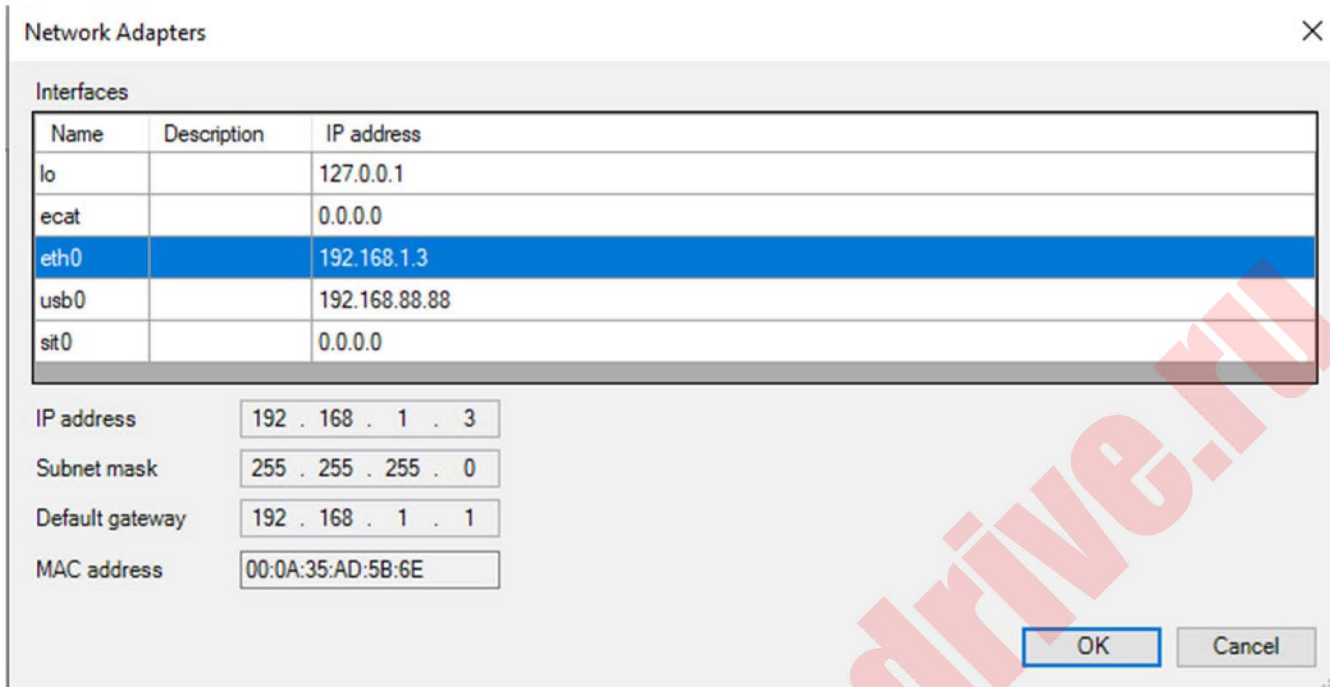 Network Adapters
Interfaces
Name Description IP address
lo 127.0.0.1
ecat 0.0.0.0
eth0 192.168.1.3
usb0 192.168.88.88
sit0 0.0.0.0
IP address 192 . 168 . 1 . 3
Subnet mask 255 . 255 . 255 . 0
Default gateway 192 . 168 . 1 . 1
MAC address 00:0A:35:AD:5B:6E
OK Cancel
drive.ru